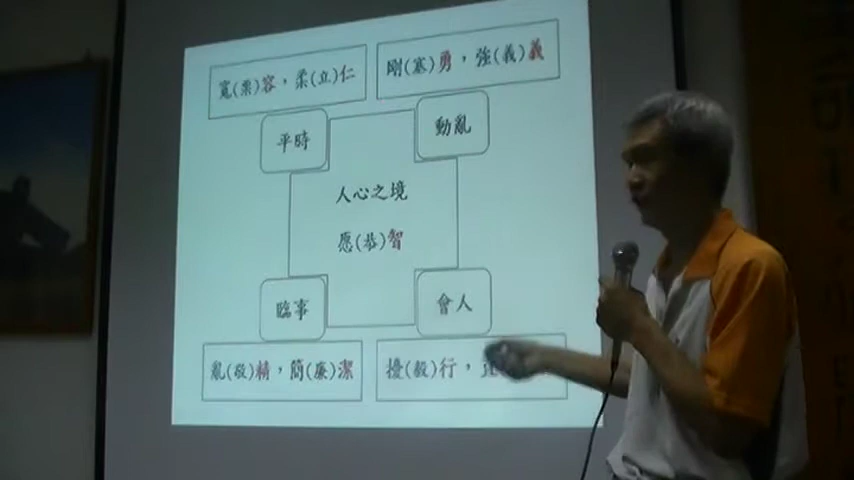 寬(栗)容，柔(立)仁
剛(塞)勇，強(義)義
平時
動亂
人心之境
愿(恭)智
臨事
會人
亂(敬)精，簡(廉)潔
擾(毅)行，直